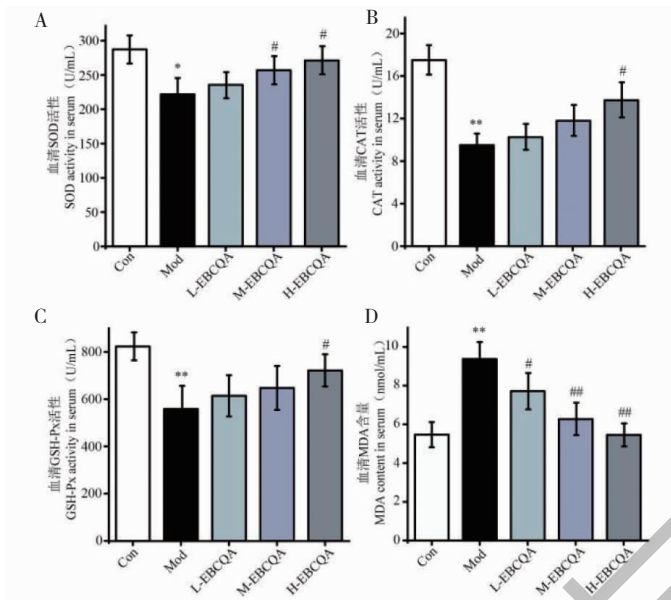 A
血清SOD活性
SOD activity in serum (U/mL)
300
250
200
150
100
50
0
*
#
#
Con
Mod
L-EBCQA
M-EBCQA
H-EBCQA
B
血清CAT活性
CAT activity in serum (U/mL)
20
16
12
8
4
0
**
#
Con
Mod
L-EBCQA
M-EBCQA
H-EBCQA
C
血清GSH-Px活性
GSH-Px activity in serum (U/mL)
800
600
400
200
0
**
#
Con
Mod
L-EBCQA
M-EBCQA
H-EBCQA
D
血清MDA含量
MDA content in serum (nmol/mL)
10
8
6
4
2
0
**
#
##
##
Con
Mod
L-EBCQA
M-EBCQA
H-EBCQA